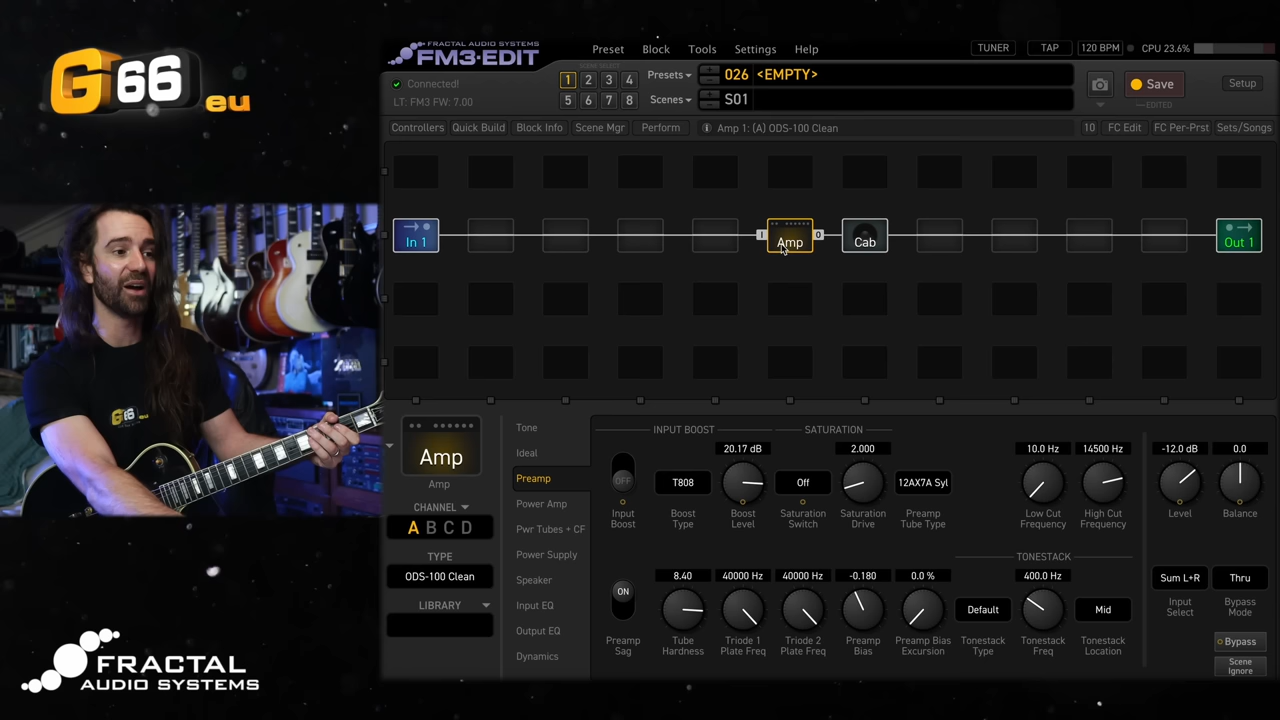 G66
eu
FRACTAL AUDIO SYSTEMS
FM3-EDIT
Preset Block Tools Settings Help
TUNER TAP 120 BPM CPU 23.6%
Connected!
LT: FM3 FW: 7.00
SCENE SELECT
1 2 3 4
5 6 7 8
Presets 026 <EMPTY>
Scenes S01
Save
EDITED
Setup
Controllers Quick Build Block Info Scene Mgr Perform
Amp 1: (A) ODS-100 Clean
10 FC Edit FC Per-Prst Sets/Songs
In 1 I Amp O Cab Out 1
Amp
Amp
CHANNEL
A B C D
TYPE
ODS-100 Clean
LIBRARY
Tone
Ideal
Preamp
Power Amp
Pwr Tubes + CF
Power Supply
Speaker
Input EQ
Output EQ
Dynamics
INPUT BOOST SATURATION
20.17 dB 2.000 10.0 Hz 14500 Hz -12.0 dB 0.0
OFF T808 Off 12AX7A Syl
Input Boost
Boost Type
Boost Level
Saturation Switch
Saturation Drive
Preamp Tube Type
Low Cut Frequency
High Cut Frequency
Level
Balance
TONESTACK
8.40 40000 Hz 40000 Hz -0.180 0.0 % 400.0 Hz
ON Default Mid Sum L+R Thru
Preamp Sag
Tube Hardness
Triode 1 Plate Freq
Triode 2 Plate Freq
Preamp Bias
Preamp Bias Excursion
Tonestack Type
Tonestack Freq
Tonestack Location
Input Select
Bypass Mode
Bypass
Scene Ignore
G66 eu
FRACTAL
AUDIO SYSTEMS